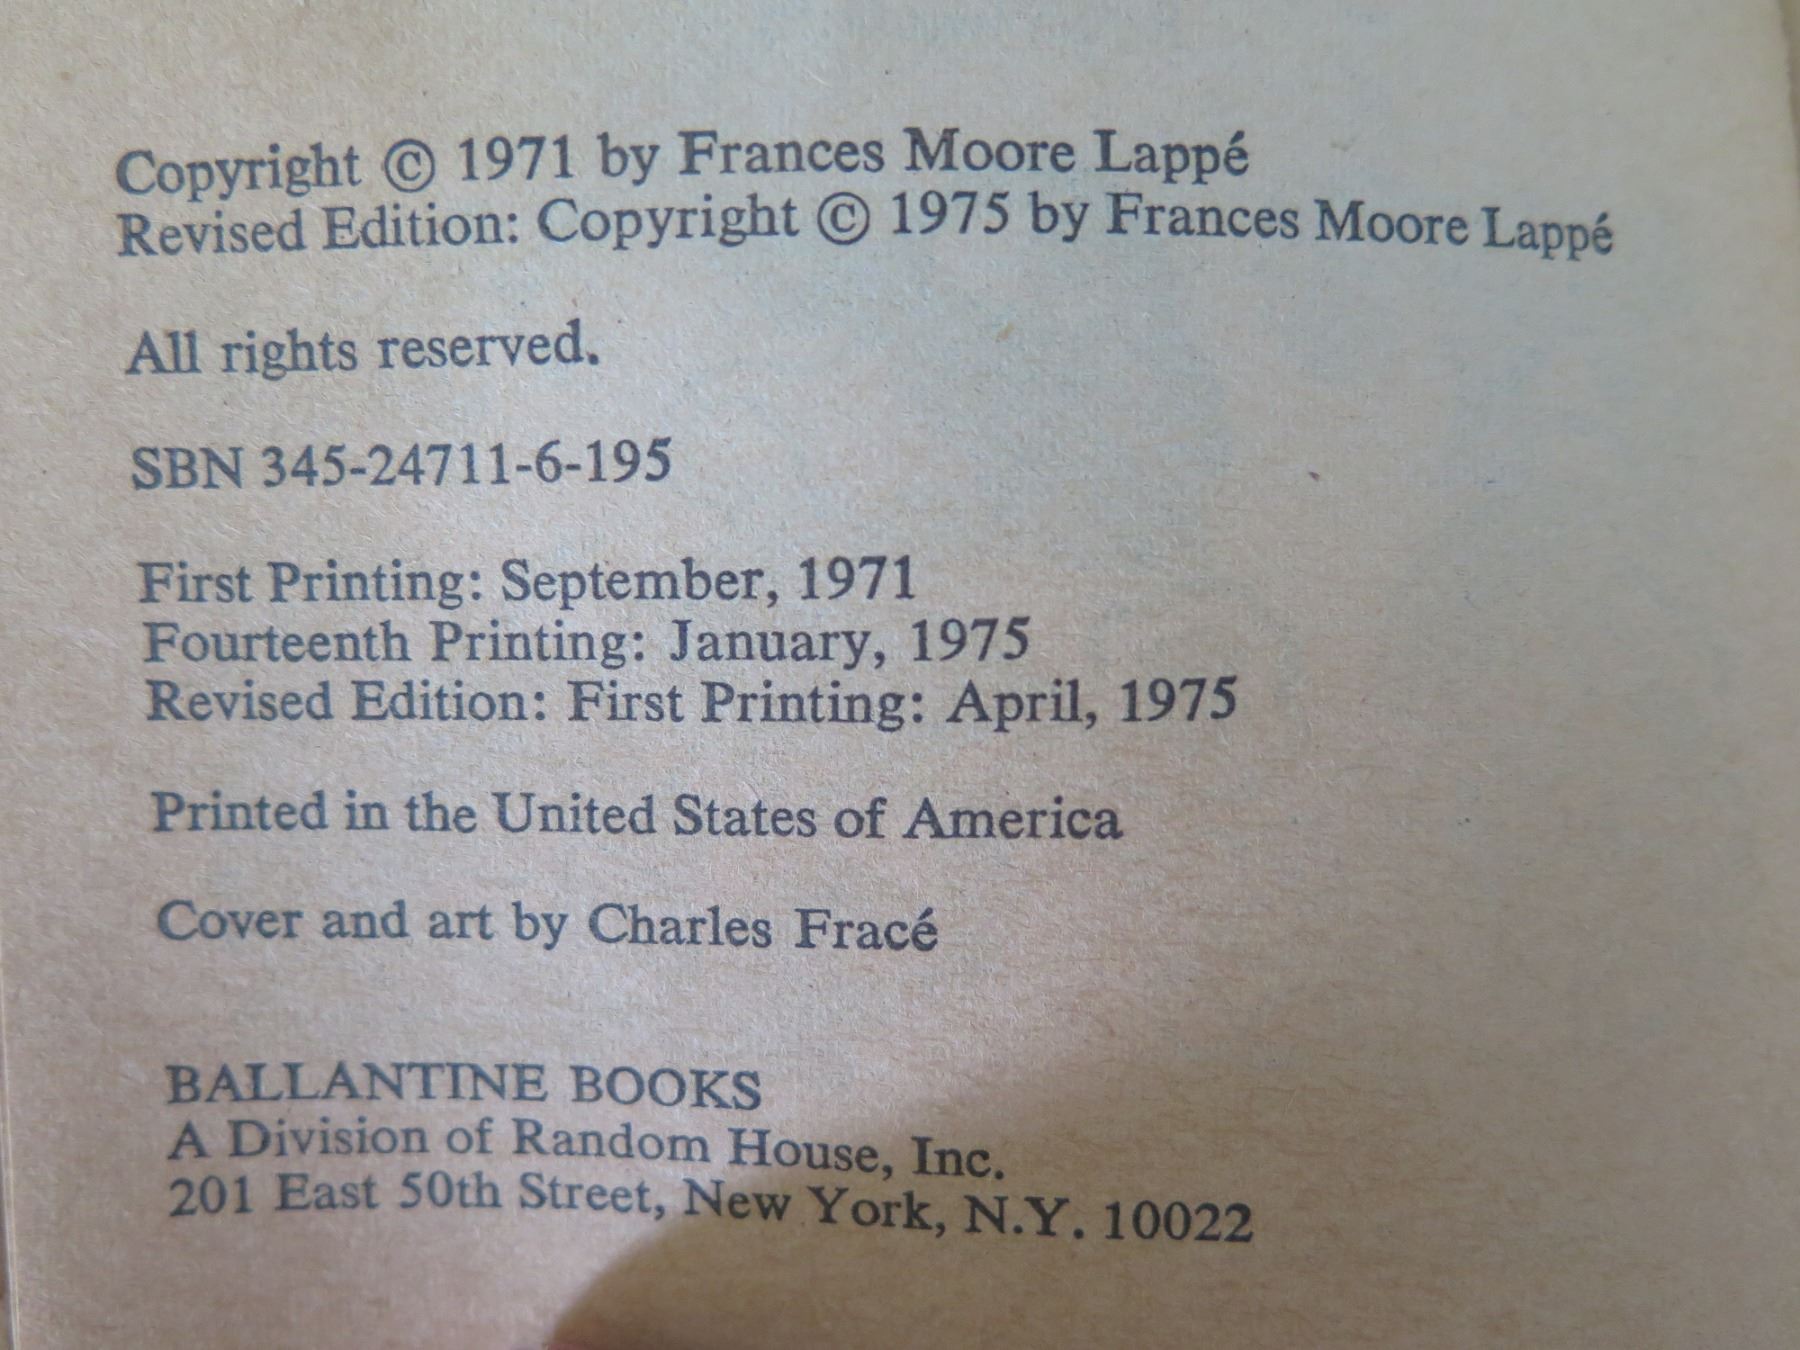 Copyright © 1971 by Frances Moore Lappé
Revised Edition: Copyright © 1975 by Frances Moore Lappé
All rights reserved.
SBN 345-24711-6-195
First Printing: September, 1971
Fourteenth Printing: January, 1975
Revised Edition: First Printing: April, 1975
Printed in the United States of America
Cover and art by Charles Fracé
BALLANTINE BOOKS
A Division of Random House, Inc.
201 East 50th Street, New York, N.Y. 10022